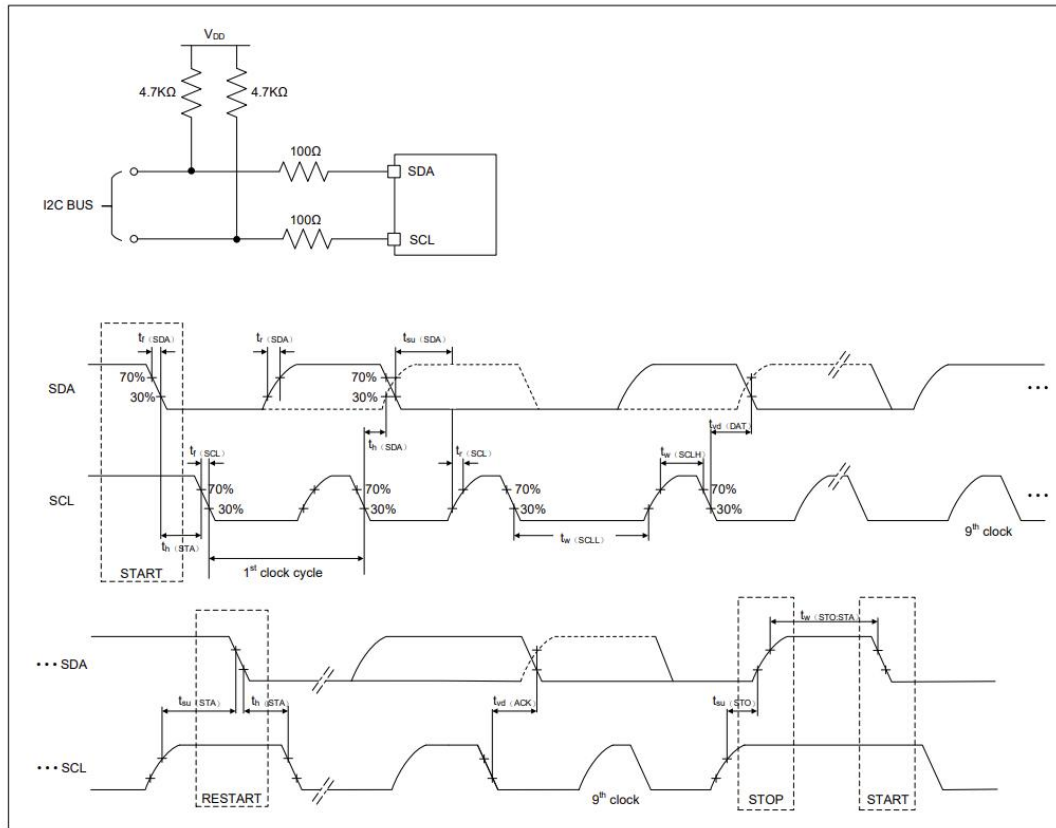 VDD
4.7KΩ 4.7KΩ
100Ω
SDA
I2C BUS
100Ω
SCL
tf（SDA） tr（SDA） tsu（SDA）
70% 70%
SDA
30% 30%
th（SDA） tvd（DAT）
tf（SCL） tr（SCL） tw（SCLH）
70% 70% 70% 70%
SCL
30% 30% 30% 30%
th（STA） tw（SCLL）
9th clock
START 1st clock cycle
tw（STO:STA）
SDA
tsu（STA） th（STA） tvd（ACK） tsu（STO）
SCL
RESTART 9th clock STOP START